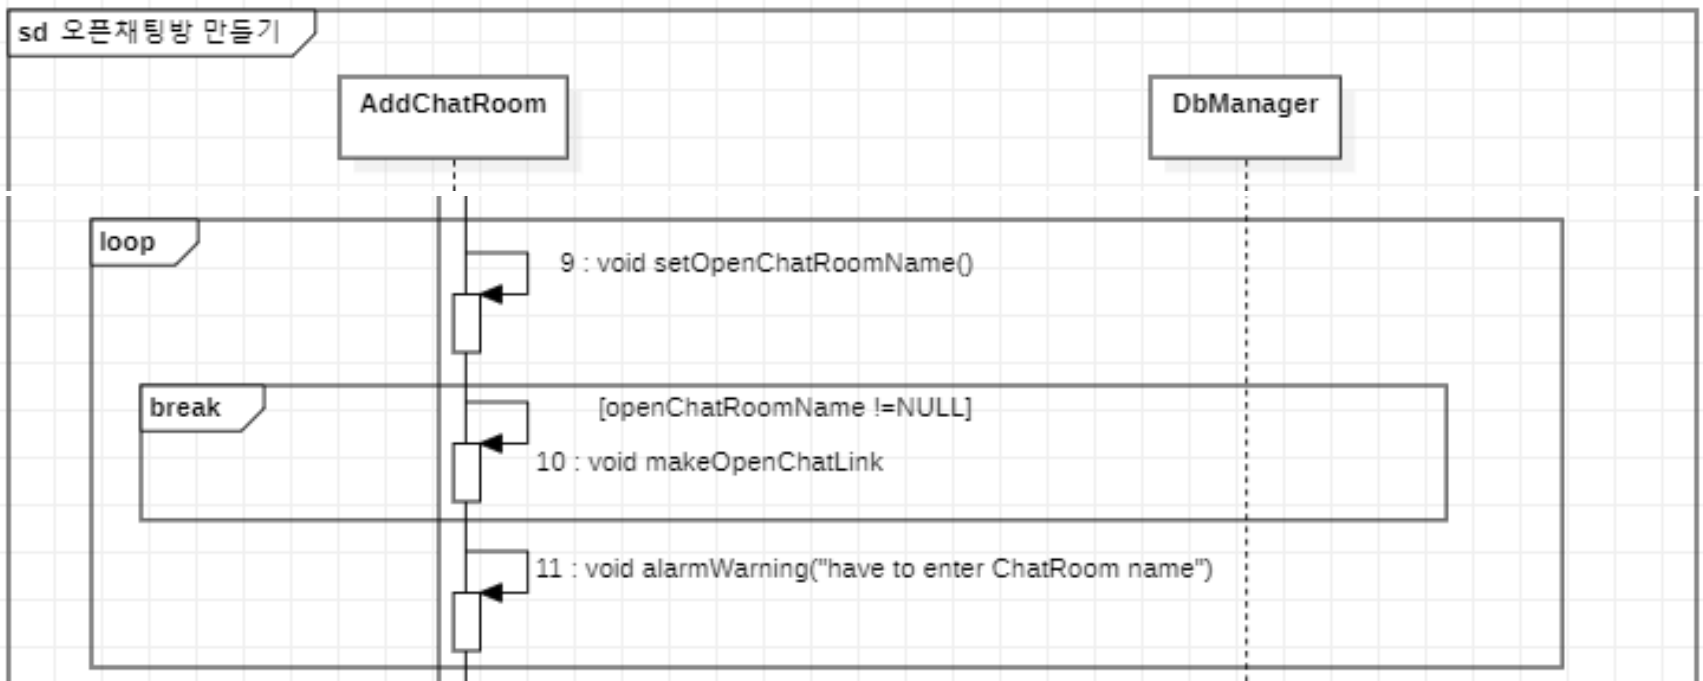 sd 오픈채팅방 만들기
AddChatRoom
DbManager
loop
9 : void setOpenChatRoomName()
break
[openChatRoomName !=NULL]
10 : void makeOpenChatLink
11 : void alarmWarning("have to enter ChatRoom name")